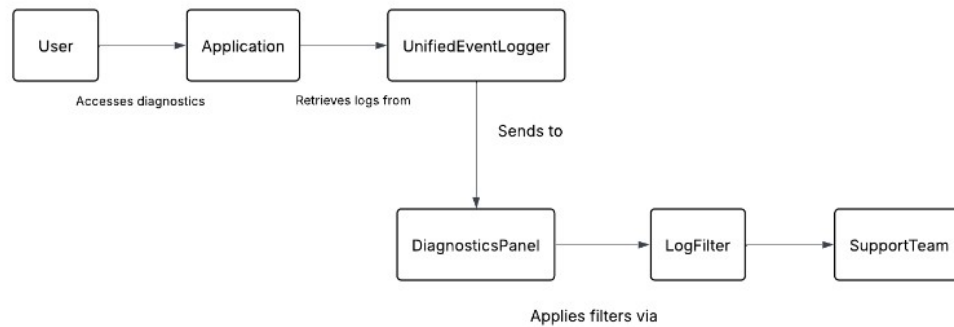 User
Application
UnifiedEventLogger
Accesses diagnostics
Retrieves logs from
Sends to
DiagnosticsPanel
LogFilter
SupportTeam
Applies filters via